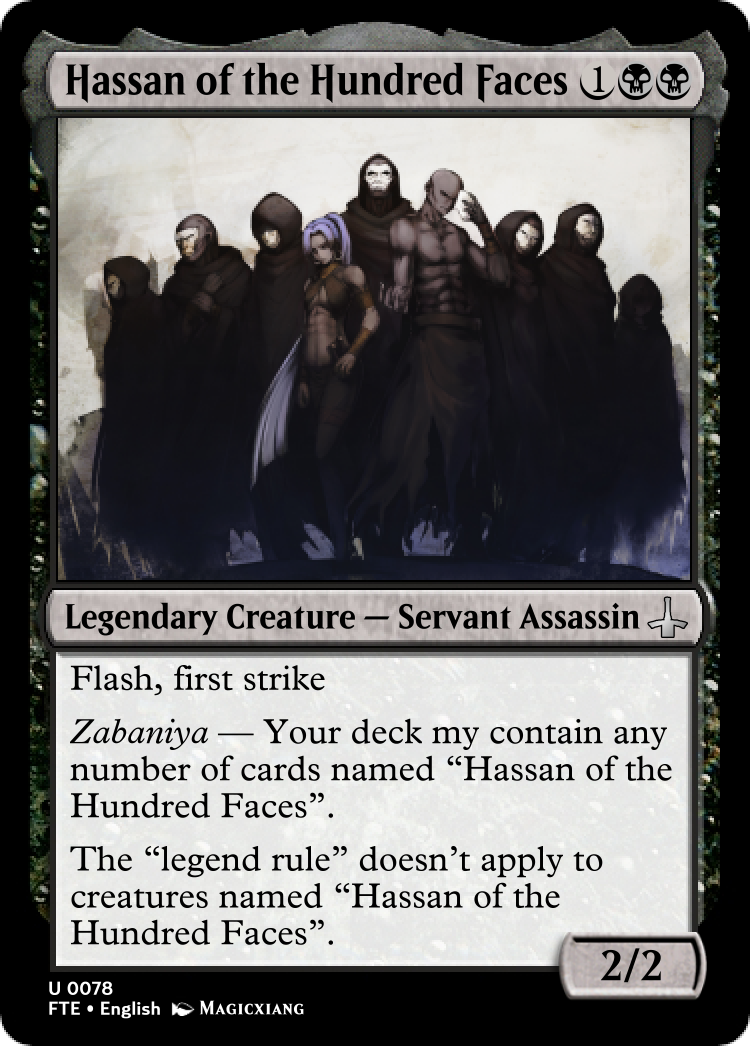 Hassan of the Hundred Faces 1
Legendary Creature — Servant Assassin
Flash, first strike
Zabaniya — Your deck my contain any
number of cards named “Hassan of the
Hundred Faces”.
The “legend rule” doesn’t apply to
creatures named “Hassan of the
Hundred Faces”.
2/2
U 0078
FTE • English MAGICXIANG